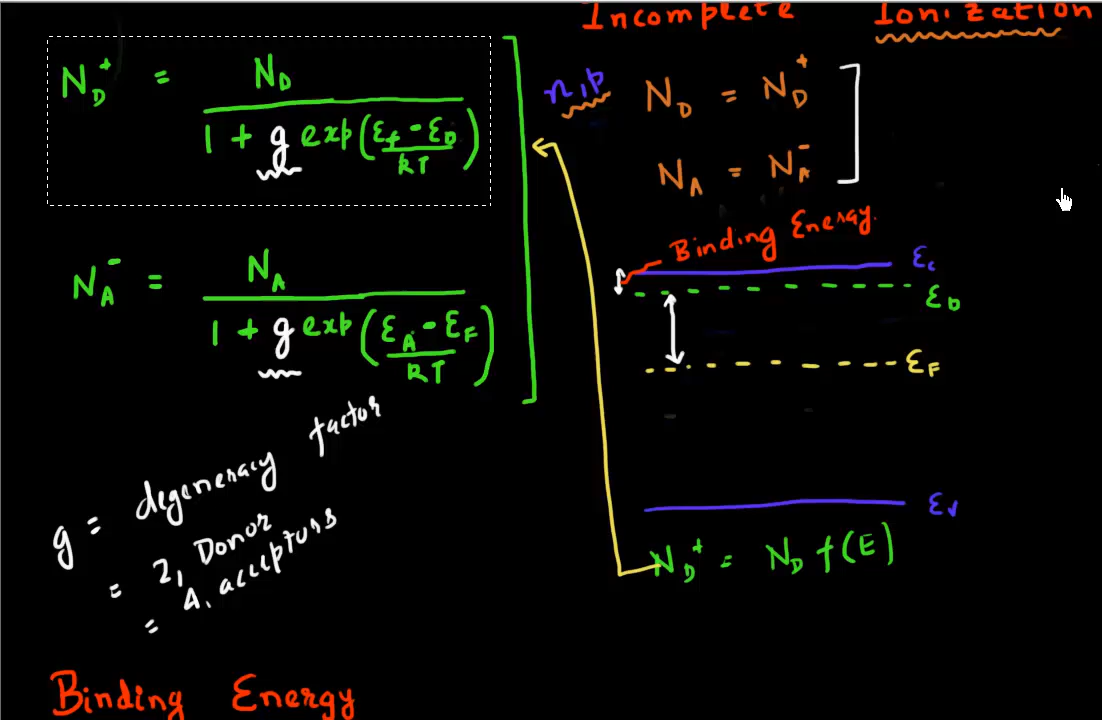 Incomplete Ionization
N_D^+ = N_D / (1 + g exp((E_f - E_D) / kT))
n, p
N_D = N_D^+
N_A = N_A^-
N_A^- = N_A / (1 + g exp((E_A - E_F) / kT))
Binding Energy.
E_c
E_D
E_F
E_v
N_D^+ = N_D f(E)
g = degeneracy factor
= 2, Donor
= 4, acceptors
Binding Energy